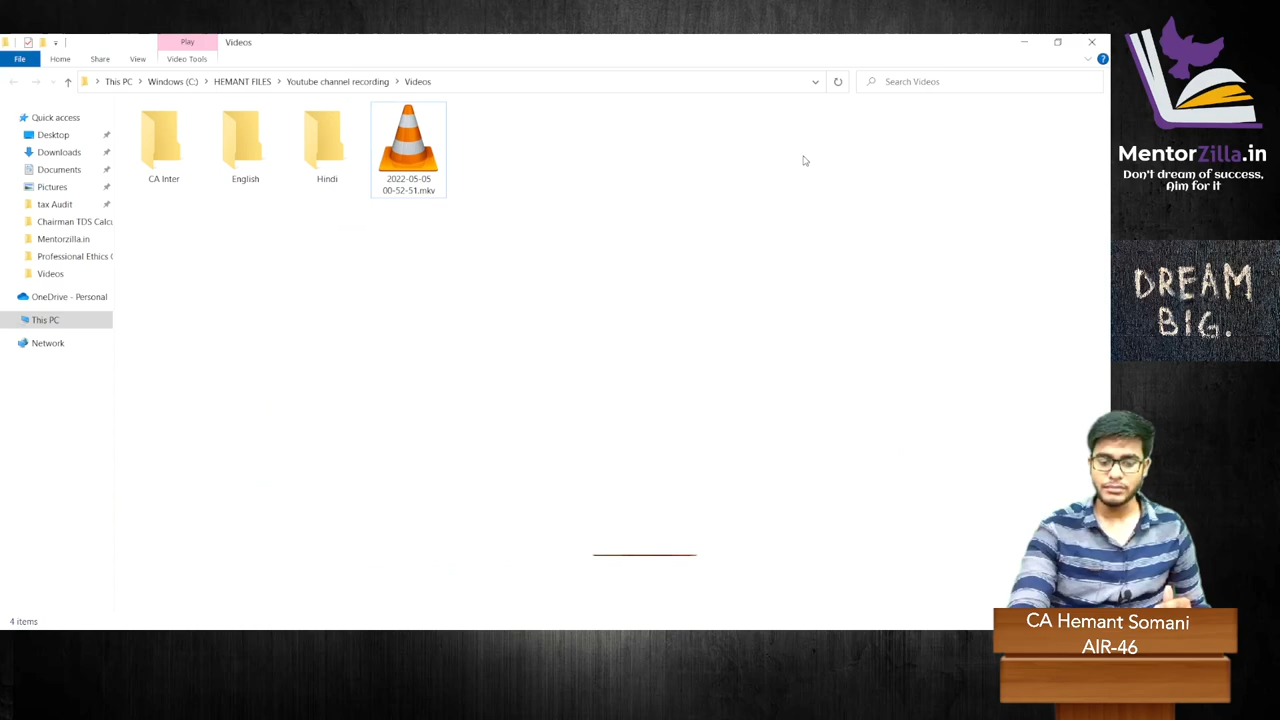 Play
Videos
File
Home
Share
View
Video Tools
This PC
Windows (C:)
HEMANT FILES
Youtube channel recording
Videos
Search Videos
Quick access
Desktop
Downloads
Documents
Pictures
tax Audit
Chairman TDS Calcu
Mentorzilla.in
Professional Ethics
Videos
OneDrive - Personal
This PC
Network
CA Inter
English
Hindi
2022-05-05
00-52-51.mkv
4 items
MentorZilla.in
Don't dream of success,
Aim for it
DREAM
BIG.
CA Hemant Somani
AIR-46